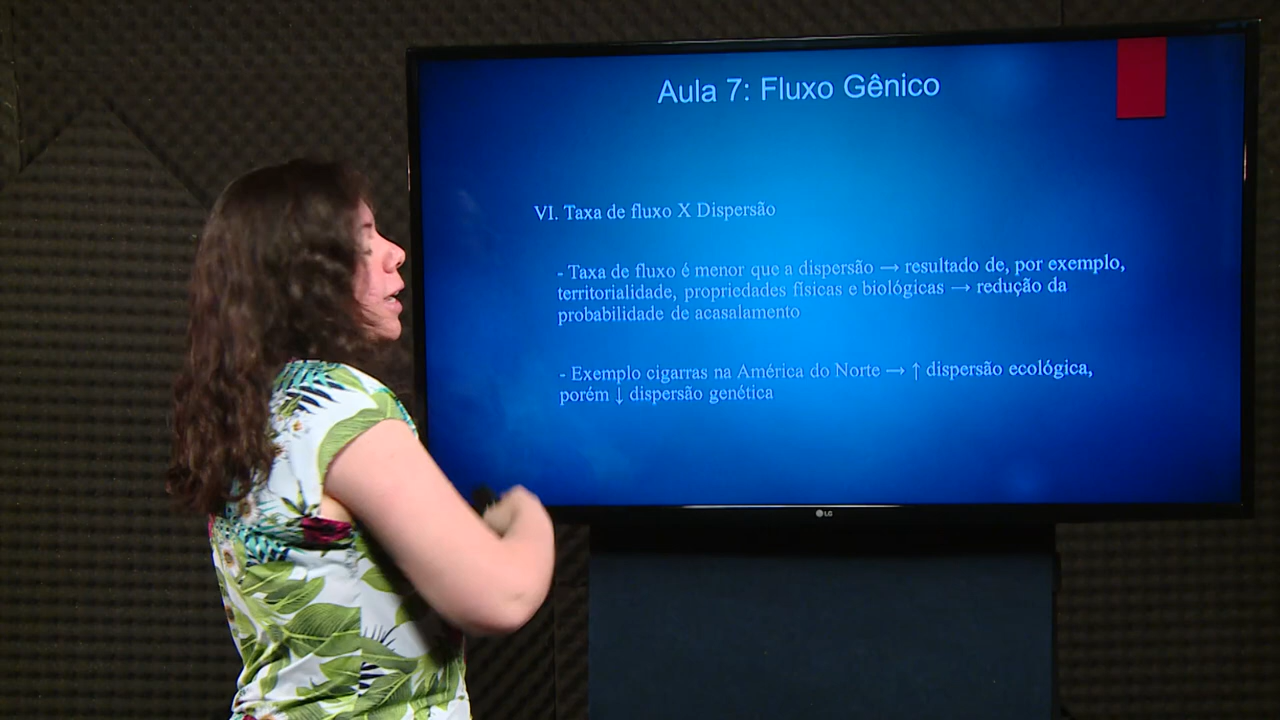 Aula 7: Fluxo Gênico
VI. Taxa de fluxo X Dispersão
- Taxa de fluxo é menor que a dispersão → resultado de, por exemplo,
territorialidade, propriedades físicas e biológicas → redução da
probabilidade de acasalamento
- Exemplo cigarras na América do Norte → ↑ dispersão ecológica,
porém ↓ dispersão genética
LG